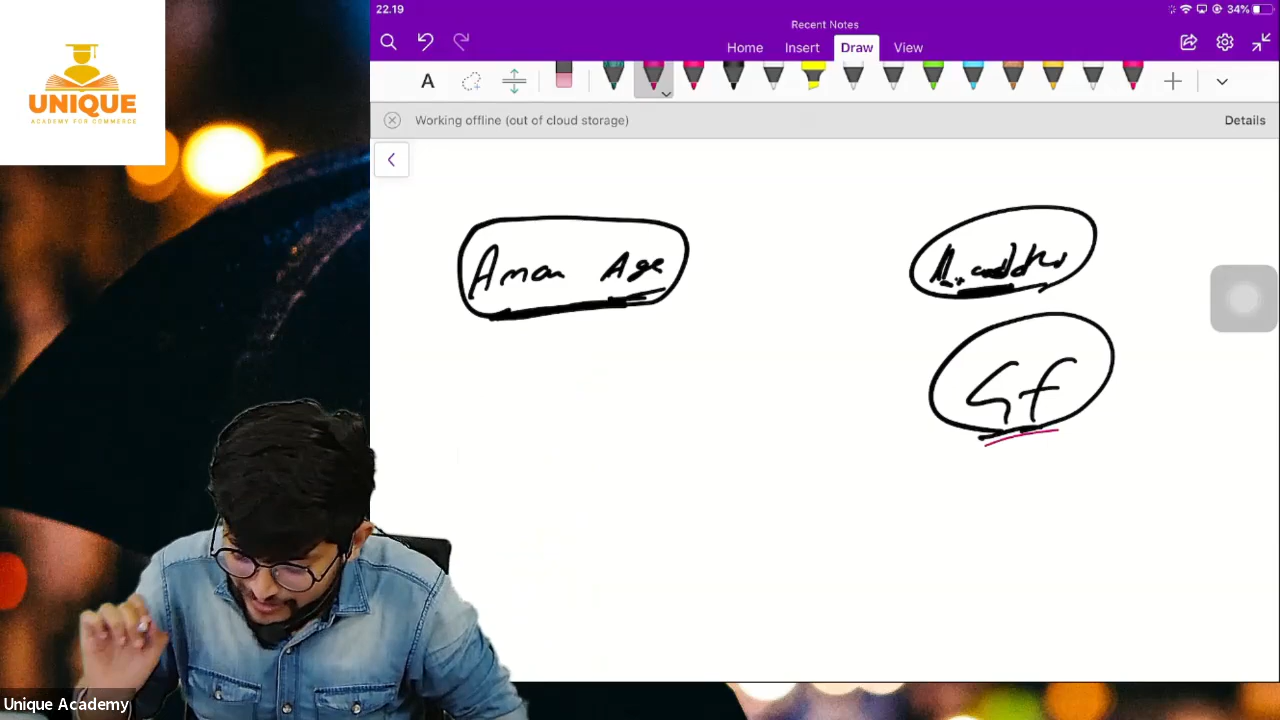 22.19
34%
Recent Notes
Home Insert Draw View
A
Working offline (out of cloud storage)
Details
UNIQUE
ACADEMY FOR COMMERCE
Aman Age
Gf
Unique Academy